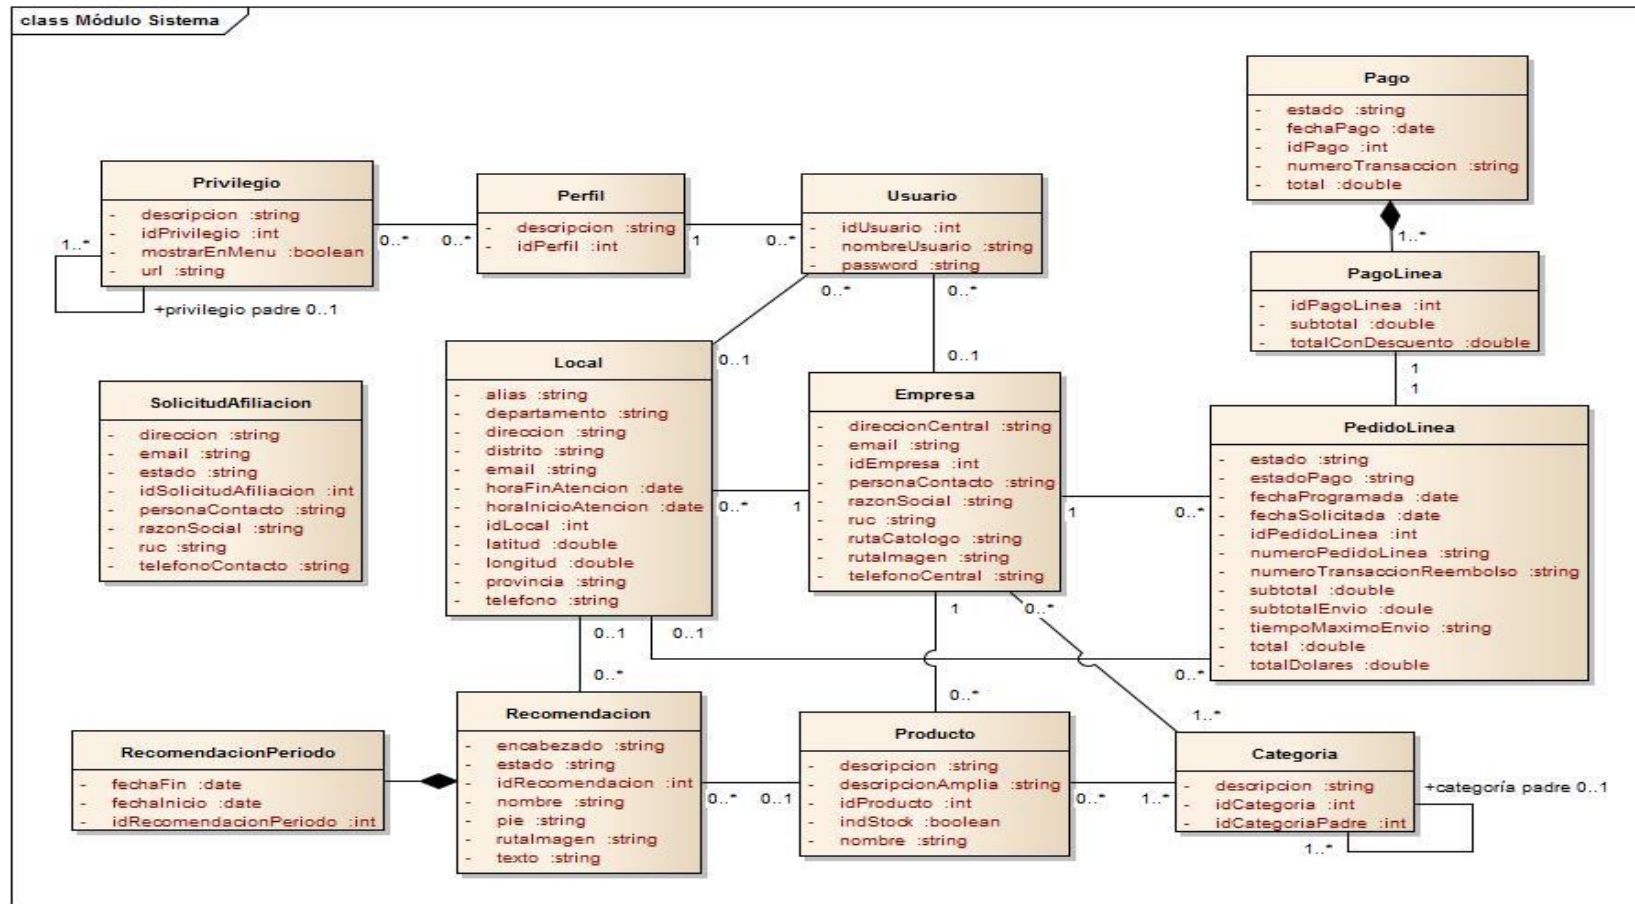 class Módulo Sistema
Pago
- estado :string
- fechaPago :date
- idPago :int
- numeroTransaccion :string
- total :double
1..*
Privilegio
- descripcion :string
- idPrivilegio :int
- mostrarEnMenu :boolean
- url :string
1..*
+privilegio padre 0..1
0..*
0..*
Perfil
- descripcion :string
- idPerfil :int
1
0..*
Usuario
- idUsuario :int
- nombreUsuario :string
- password :string
0..*
0..*
0..1
0..1
PagoLinea
- idPagoLinea :int
- subtotal :double
- totalConDescuento :double
1
1
SolicitudAfiliacion
- direccion :string
- email :string
- estado :string
- idSolicitudAfiliacion :int
- personaContacto :string
- razonSocial :string
- ruc :string
- telefonoContacto :string
Local
- alias :string
- departamento :string
- direccion :string
- distrito :string
- email :string
- horaFinAtencion :date
- horaInicioAtencion :date
- idLocal :int
- latitud :double
- longitud :double
- provincia :string
- telefono :string
0..*
1
0..1
0..1
0..*
Empresa
- direccionCentral :string
- email :string
- idEmpresa :int
- personaContacto :string
- razonSocial :string
- ruc :string
- rutaCatologo :string
- rutaImagen :string
- telefonoCentral :string
1
0..*
1
0..*
0..*
1..*
PedidoLinea
- estado :string
- estadoPago :string
- fechaProgramada :date
- fechaSolicitada :date
- idPedidoLinea :int
- numeroPedidoLinea :string
- numeroTransaccionReembolso :string
- subtotal :double
- subtotalEnvio :doule
- tiempoMaximoEnvio :string
- total :double
- totalDolares :double
0..*
RecomendacionPeriodo
- fechaFin :date
- fechaInicio :date
- idRecomendacionPeriodo :int
Recomendacion
- encabezado :string
- estado :string
- idRecomendacion :int
- nombre :string
- pie :string
- rutaImagen :string
- texto :string
0..*
0..1
Producto
- descripcion :string
- descripcionAmplia :string
- idProducto :int
- indStock :boolean
- nombre :string
0..*
1..*
Categoria
- descripcion :string
- idCategoria :int
- idCategoriaPadre :int
+categoría padre 0..1
1..*